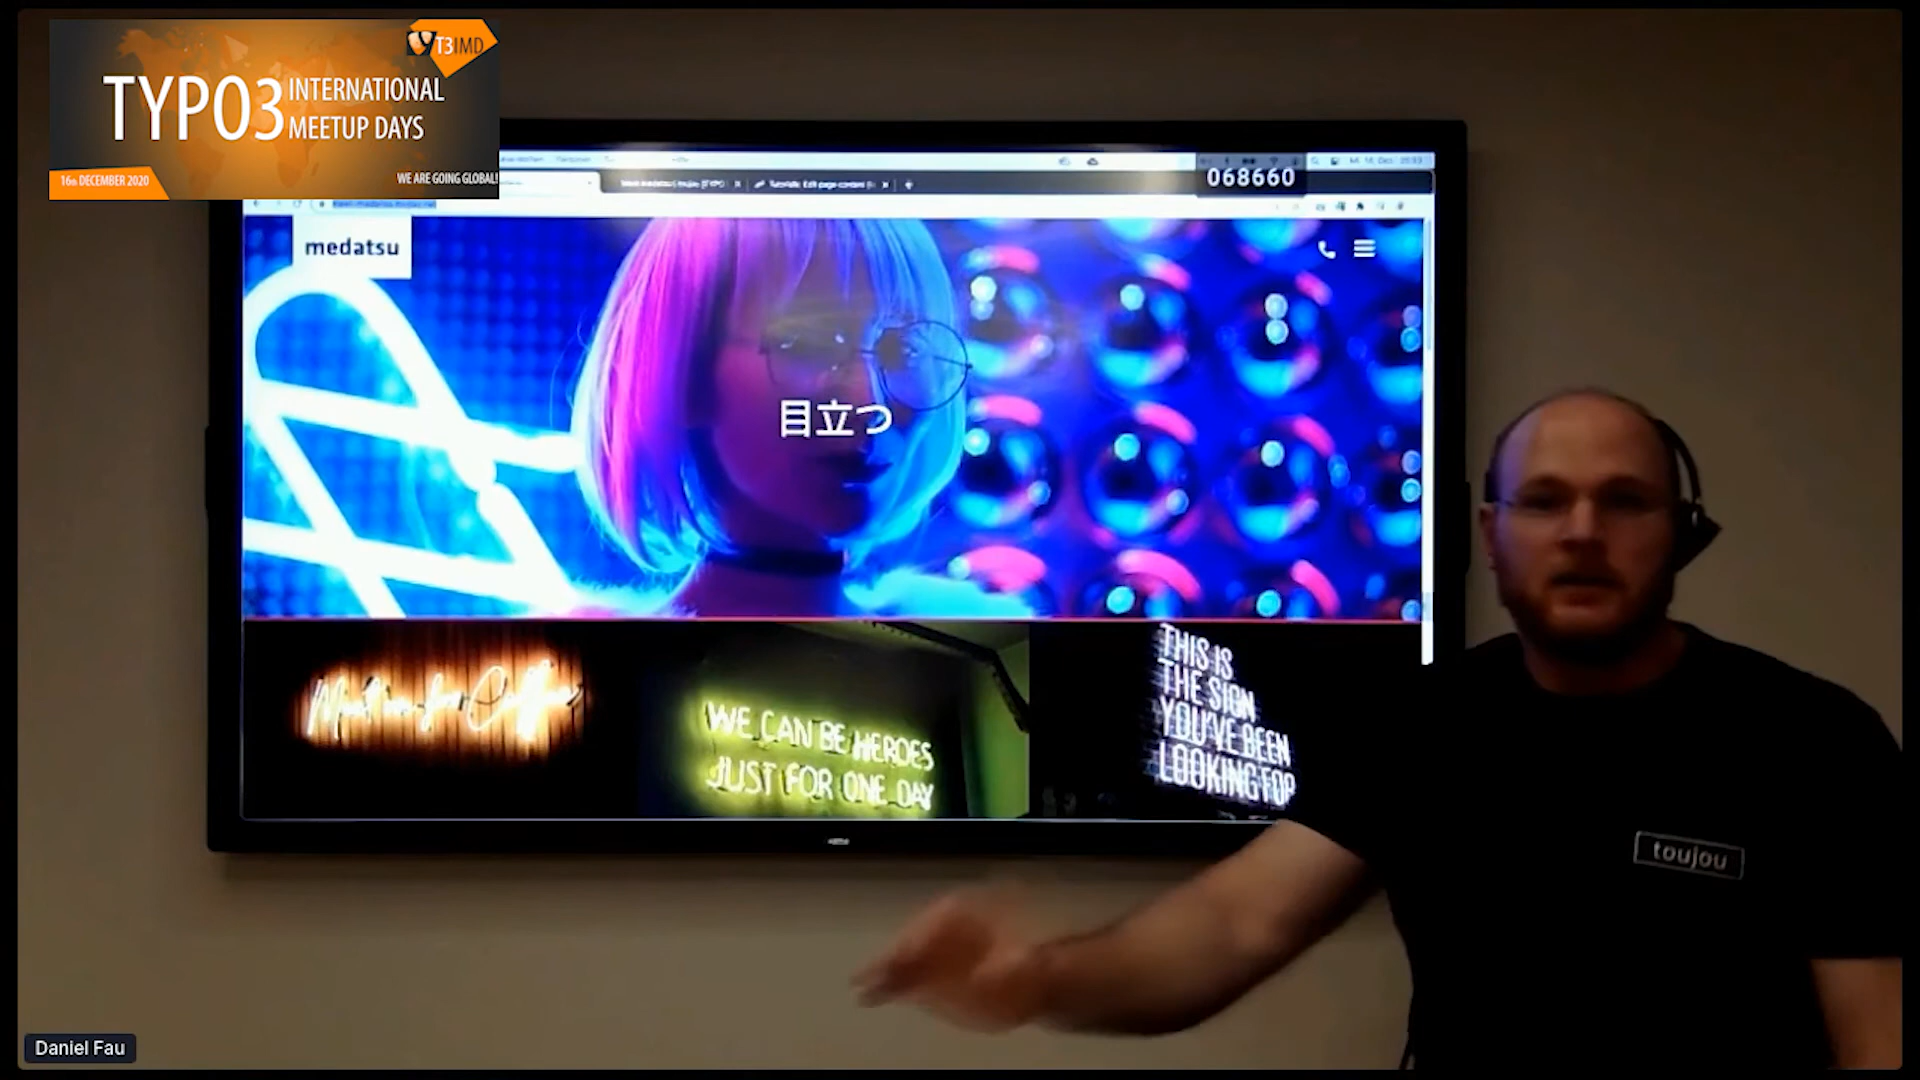 T3IMD
TYPO3 INTERNATIONAL
MEETUP DAYS
16th DECEMBER 2020
WE ARE GOING GLOBAL!
068660
medatsu
目立つ
WE CAN BE HEROES
JUST FOR ONE DAY
THIS IS
THE SIGN
YOU'VE BEEN
LOOKING FOR
toujou
Daniel Fau